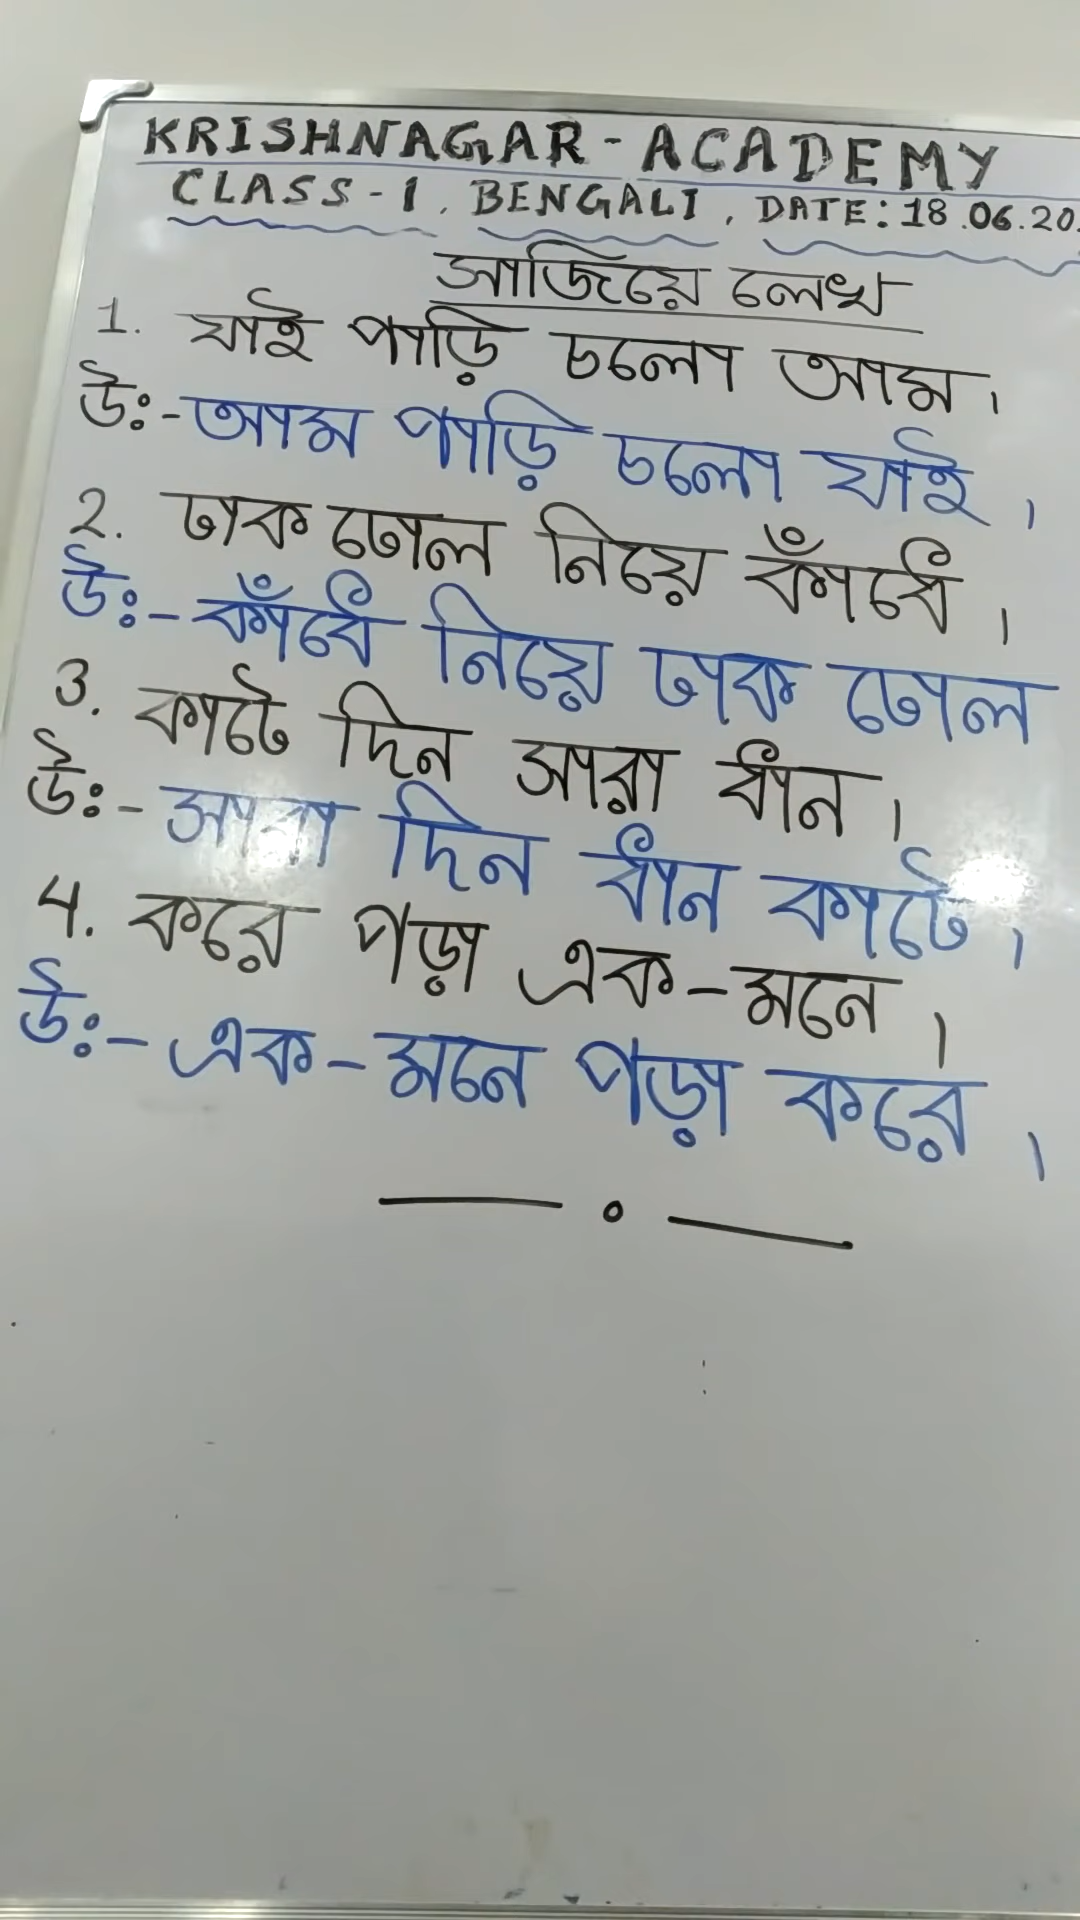 KRISHNAGAR - ACADEMY
CLASS - 1, BENGALI, DATE: 18.06.20
সাজিয়ে লেখ
1. যাই পাড়ি চলো আম ।
উঃ- আম পাড়ি চলো যাই ।
2. ঢাক ঢোল নিয়ে কাঁধে ।
উঃ- কাঁধে নিয়ে ঢাক ঢোল
3. কাটে দিন সারা ধান ।
উঃ- সারা দিন ধান কাটে ।
4. করে পড়া এক-মনে ।
উঃ- এক-মনে পড়া করে ।